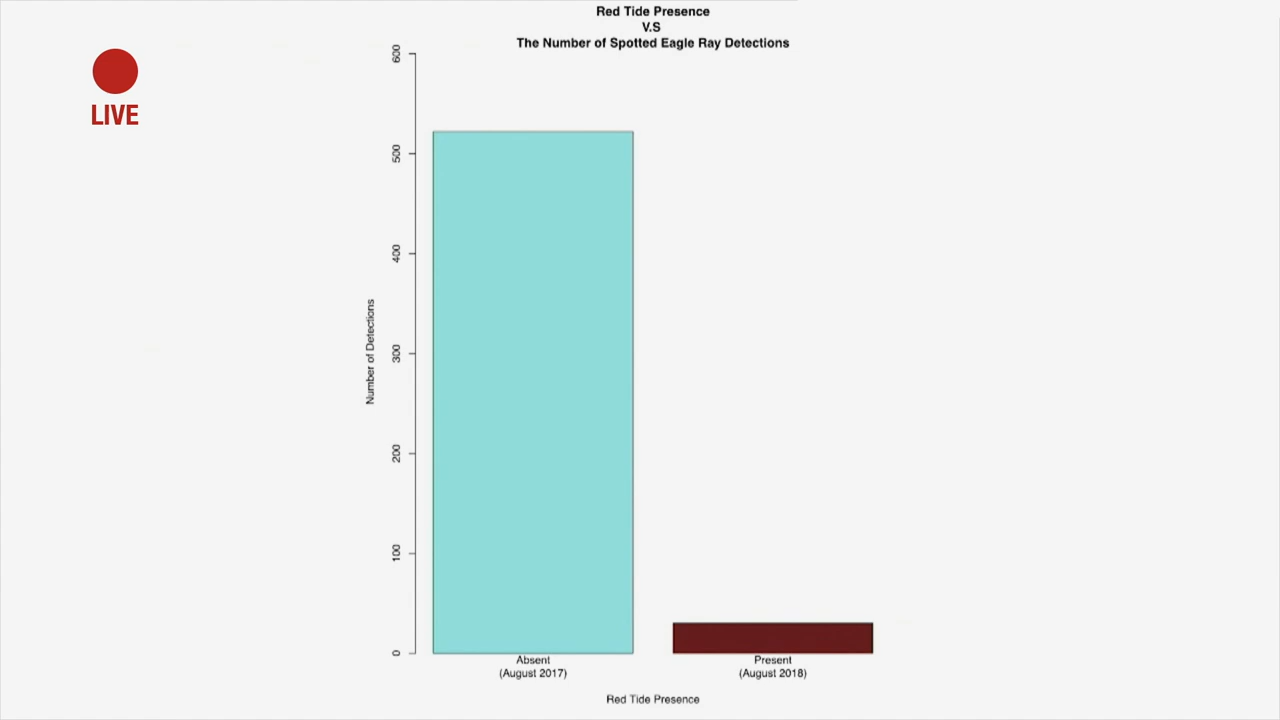 Red Tide Presence
V.S
The Number of Spotted Eagle Ray Detections
LIVE
600
500
400
300
200
100
0
Number of Detections
Absent
(August 2017)
Present
(August 2018)
Red Tide Presence